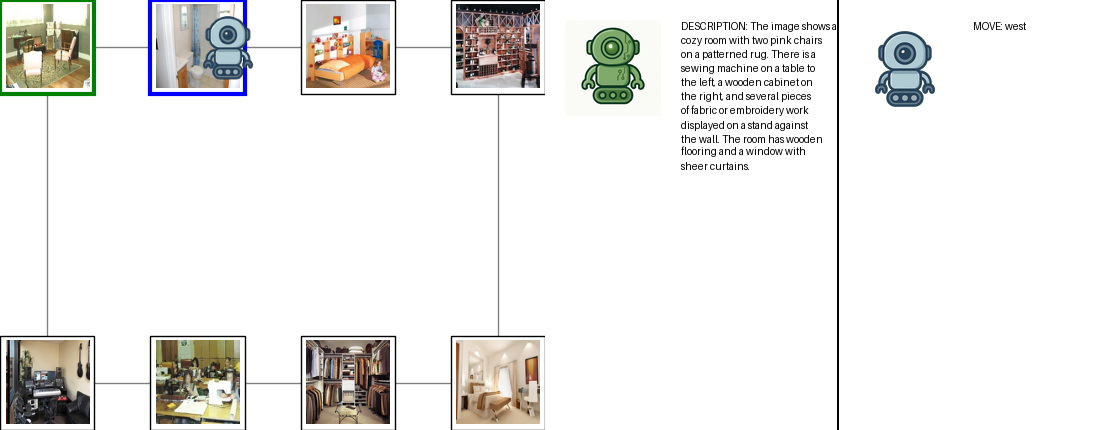 DESCRIPTION: The image shows a
cozy room with two pink chairs
on a patterned rug. There is a
sewing machine on a table to
the left, a wooden cabinet on
the right, and several pieces
of fabric or embroidery work
displayed on a stand against
the wall. The room has wooden
flooring and a window with
sheer curtains.
MOVE: west